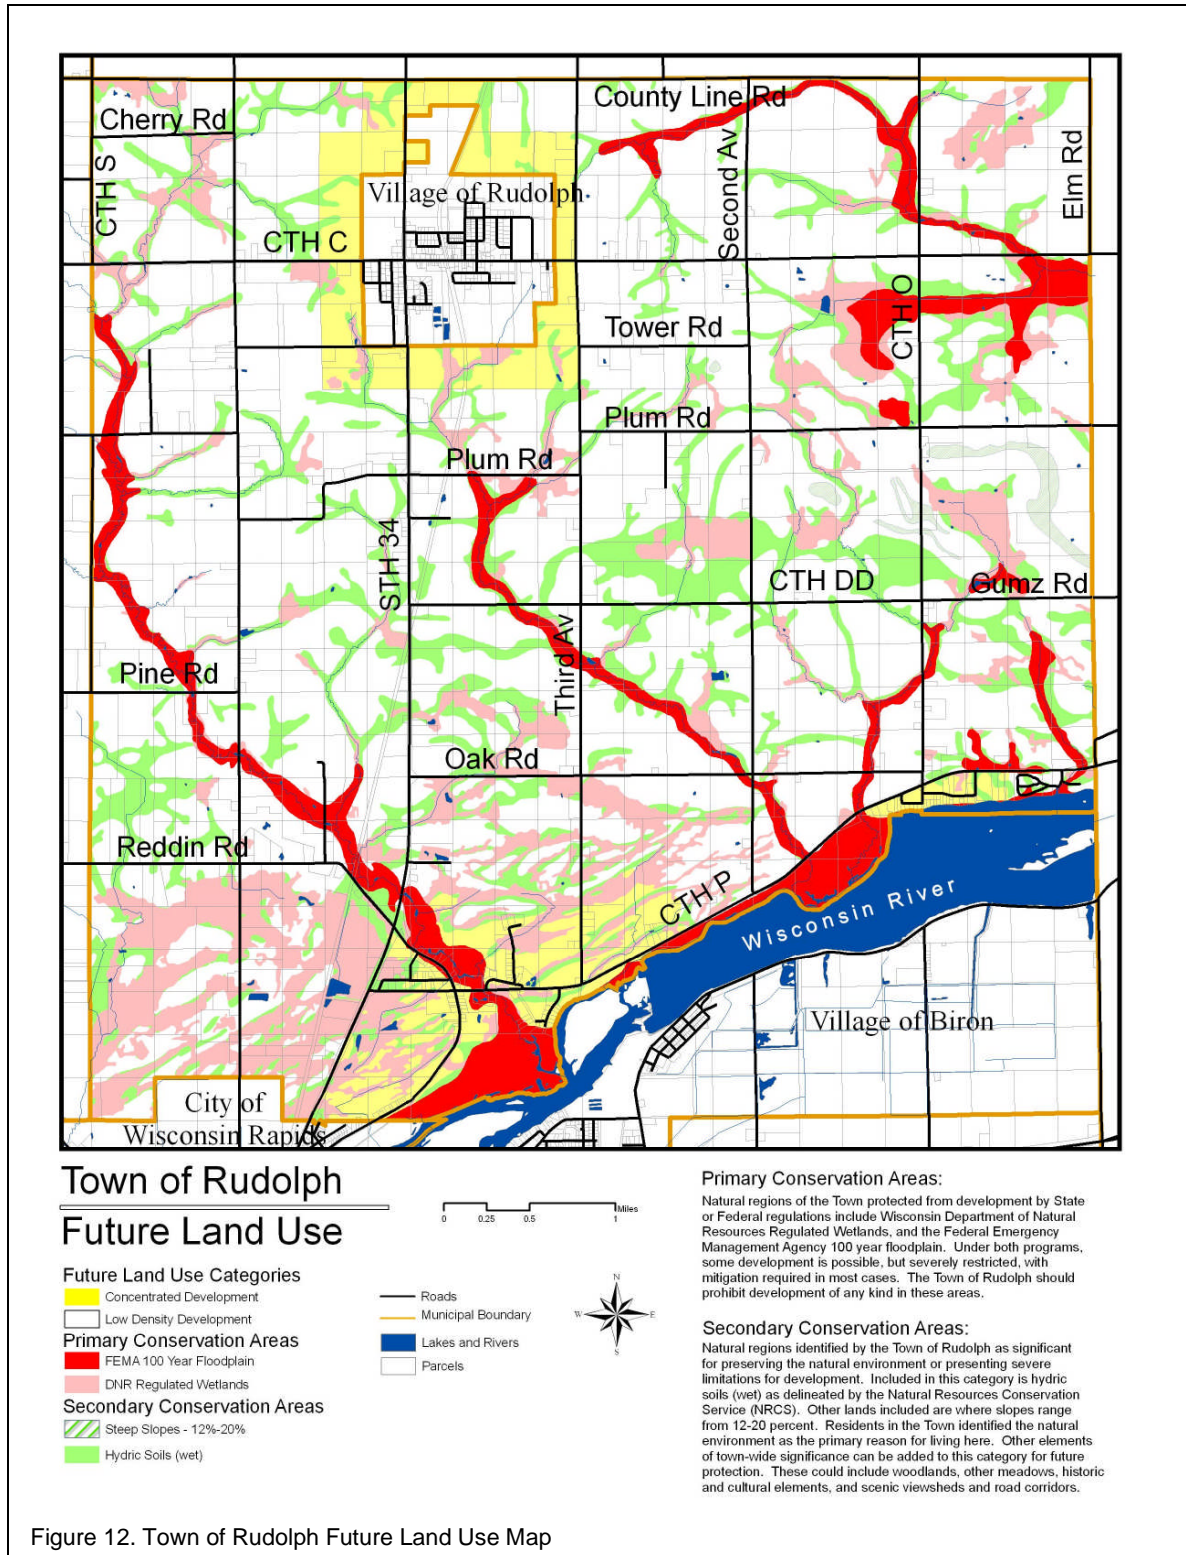 County Line Rd
Cherry Rd
CTH S
Second Av
Elm Rd
Village of Rudolph
CTH C
CTH O
Tower Rd
Plum Rd
Plum Rd
STH 34
CTH DD
Gumz Rd
Third Av
Pine Rd
Oak Rd
Reddin Rd
CTH P
Wisconsin River
Village of Biron
City of
Wisconsin Rapids
Town of Rudolph
Future Land Use
0 0.25 0.5 1 Miles
Future Land Use Categories
Concentrated Development
Low Density Development
Primary Conservation Areas
FEMA 100 Year Floodplain
DNR Regulated Wetlands
Secondary Conservation Areas
Steep Slopes - 12%-20%
Hydric Soils (wet)
Roads
Municipal Boundary
Lakes and Rivers
Parcels
N
W E
S
Primary Conservation Areas:
Natural regions of the Town protected from development by State
or Federal regulations include Wisconsin Department of Natural
Resources Regulated Wetlands, and the Federal Emergency
Management Agency 100 year floodplain. Under both programs,
some development is possible, but severely restricted, with
mitigation required in most cases. The Town of Rudolph should
prohibit development of any kind in these areas.
Secondary Conservation Areas:
Natural regions identified by the Town of Rudolph as significant
for preserving the natural environment or presenting severe
limitations for development. Included in this category is hydric
soils (wet) as delineated by the Natural Resources Conservation
Service (NRCS). Other lands included are where slopes range
from 12-20 percent. Residents in the Town identified the natural
environment as the primary reason for living here. Other elements
of town-wide significance can be added to this category for future
protection. These could include woodlands, other meadows, historic
and cultural elements, and scenic viewsheds and road corridors.
Figure 12. Town of Rudolph Future Land Use Map